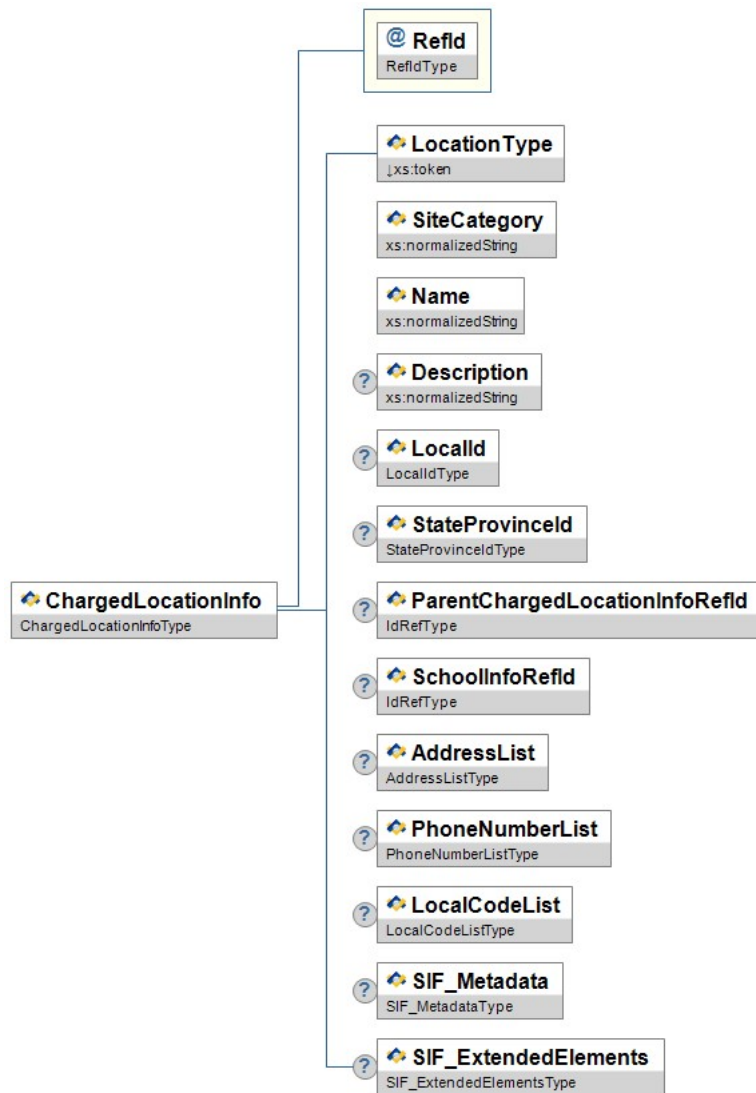 @ RefId
RefIdType
LocationType
↓xs:token
SiteCategory
xs:normalizedString
Name
xs:normalizedString
? Description
xs:normalizedString
? LocalId
LocalIdType
? StateProvinceId
StateProvinceIdType
ChargedLocationInfo
ChargedLocationInfoType
? ParentChargedLocationInfoRefId
IdRefType
? SchoolInfoRefId
IdRefType
? AddressList
AddressListType
? PhoneNumberList
PhoneNumberListType
? LocalCodeList
LocalCodeListType
? SIF_Metadata
SIF_MetadataType
? SIF_ExtendedElements
SIF_ExtendedElementsType